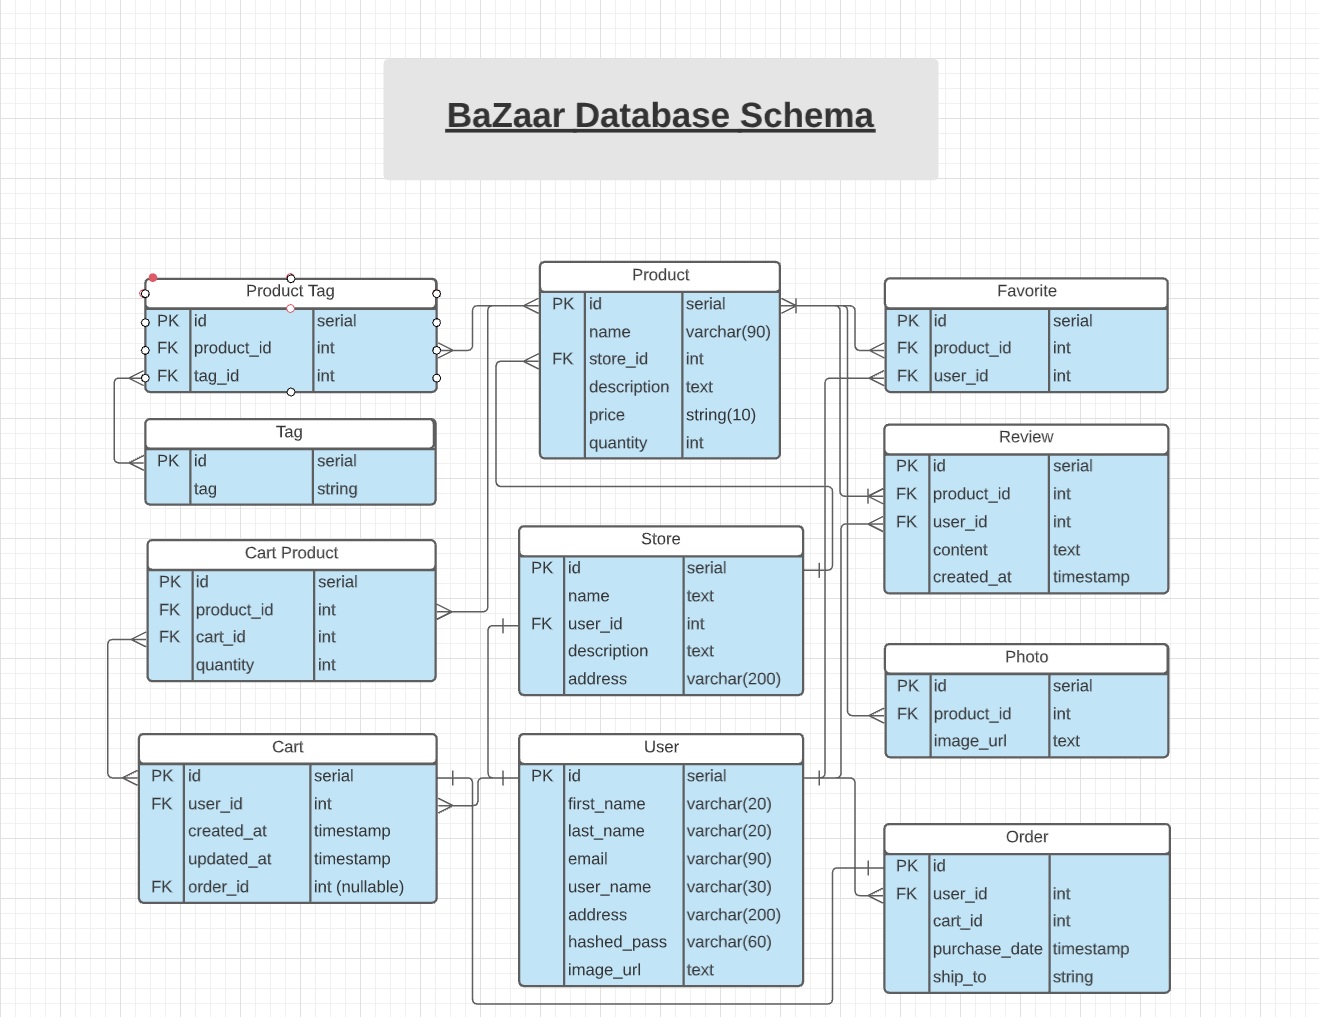 BaZaar Database Schema
Product Tag
PK id serial
FK product_id int
FK tag_id int
Tag
PK id serial
tag string
Cart Product
PK id serial
FK product_id int
FK cart_id int
quantity int
Cart
PK id serial
FK user_id int
created_at timestamp
updated_at timestamp
FK order_id int (nullable)
Product
PK id serial
name varchar(90)
FK store_id int
description text
price string(10)
quantity int
Store
PK id serial
name text
FK user_id int
description text
address varchar(200)
User
PK id serial
first_name varchar(20)
last_name varchar(20)
email varchar(90)
user_name varchar(30)
address varchar(200)
hashed_pass varchar(60)
image_url text
Favorite
PK id serial
FK product_id int
FK user_id int
Review
PK id serial
FK product_id int
FK user_id int
content text
created_at timestamp
Photo
PK id serial
FK product_id int
image_url text
Order
PK id
FK user_id int
cart_id int
purchase_date timestamp
ship_to string